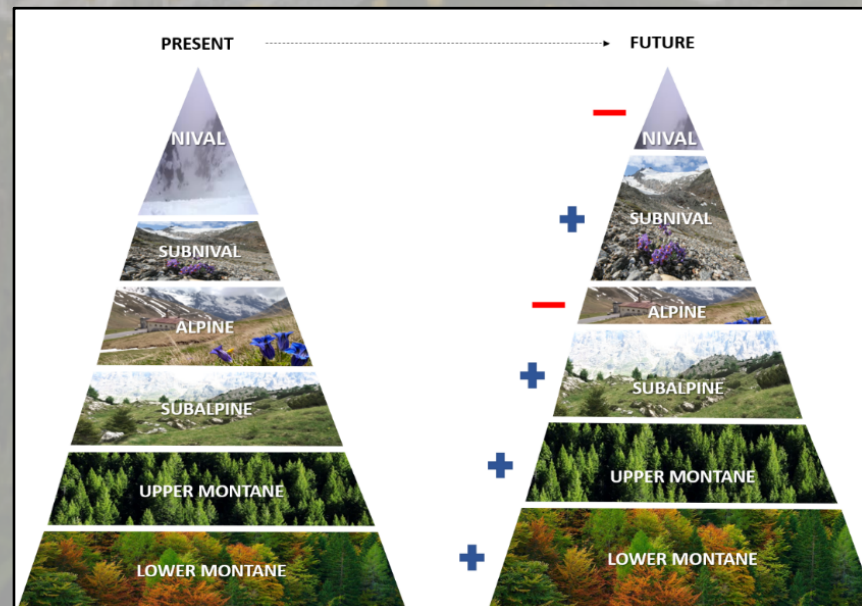 PRESENT
FUTURE
NIVAL
SUBNIVAL
ALPINE
SUBALPINE
UPPER MONTANE
LOWER MONTANE
NIVAL
SUBNIVAL
ALPINE
SUBALPINE
UPPER MONTANE
LOWER MONTANE